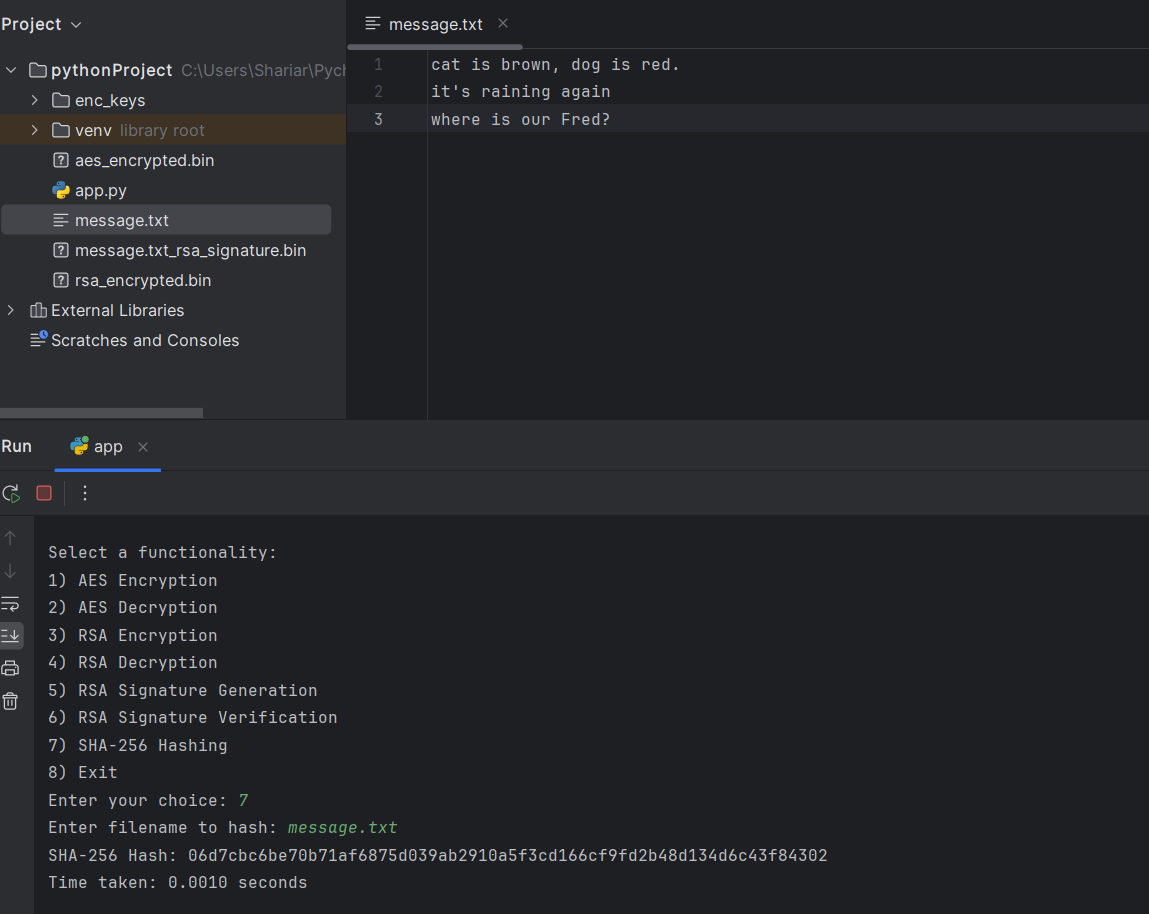 Project
message.txt
pythonProject C:\Users\Shariar\Pych
enc_keys
venv library root
aes_encrypted.bin
app.py
message.txt
message.txt_rsa_signature.bin
rsa_encrypted.bin
External Libraries
Scratches and Consoles
1 cat is brown, dog is red.
2 it's raining again
3 where is our Fred?
Run app
Select a functionality:
1) AES Encryption
2) AES Decryption
3) RSA Encryption
4) RSA Decryption
5) RSA Signature Generation
6) RSA Signature Verification
7) SHA-256 Hashing
8) Exit
Enter your choice: 7
Enter filename to hash: message.txt
SHA-256 Hash: 06d7cbc6be70b71af6875d039ab2910a5f3cd166cf9fd2b48d134d6c43f84302
Time taken: 0.0010 seconds